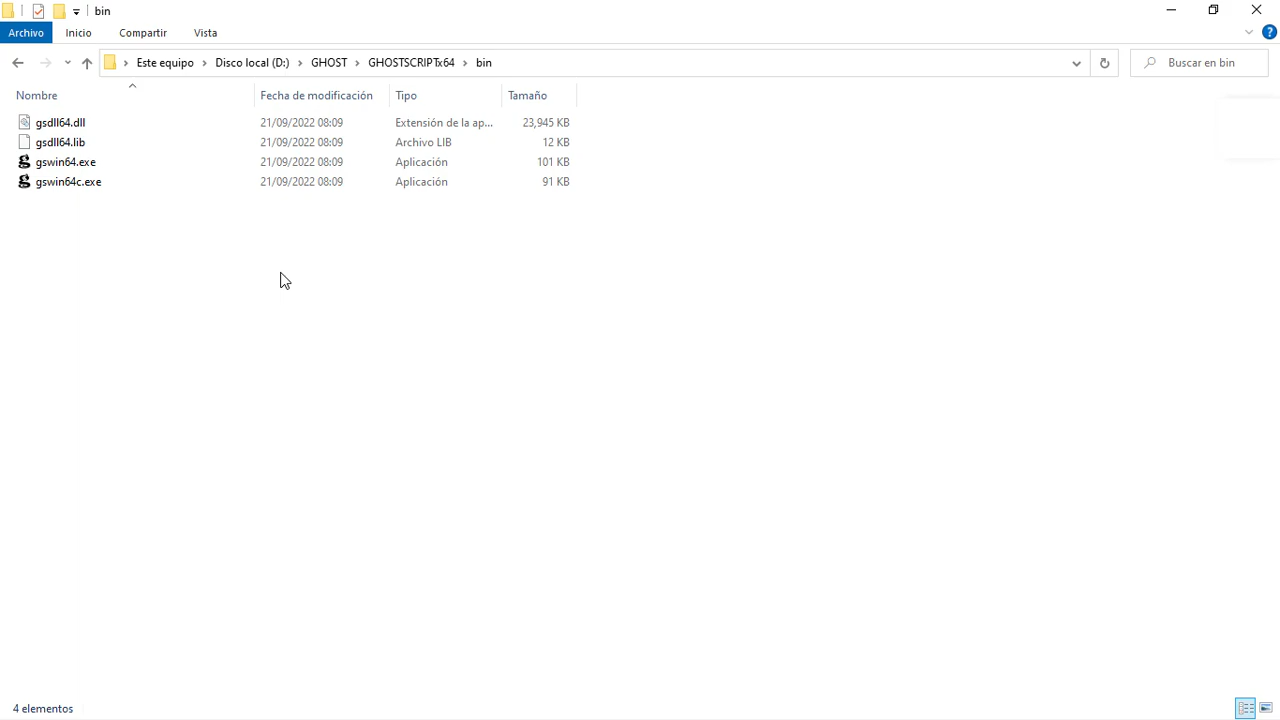 bin
Archivo Inicio Compartir Vista
Este equipo Disco local (D:) GHOST GHOSTSCRIPTx64 bin Buscar en bin
Nombre Fecha de modificación Tipo Tamaño
gsdll64.dll 21/09/2022 08:09 Extensión de la ap... 23,945 KB
gsdll64.lib 21/09/2022 08:09 Archivo LIB 12 KB
gswin64.exe 21/09/2022 08:09 Aplicación 101 KB
gswin64c.exe 21/09/2022 08:09 Aplicación 91 KB
4 elementos